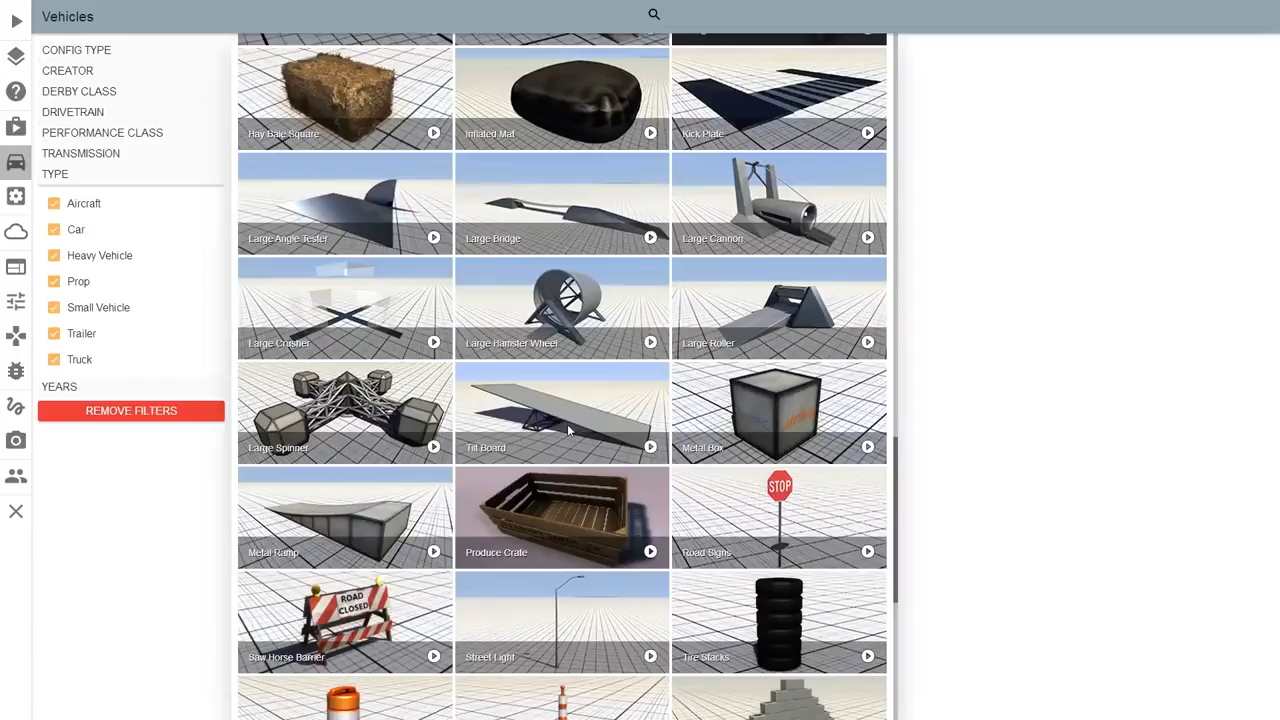 Vehicles
CONFIG TYPE
CREATOR
DERBY CLASS
DRIVETRAIN
PERFORMANCE CLASS
TRANSMISSION
TYPE
Aircraft
Car
Heavy Vehicle
Prop
Small Vehicle
Trailer
Truck
YEARS
REMOVE FILTERS
Hay Bale Square
Inflated Mat
Kick Plate
Large Angle Tester
Large Bridge
Large Cannon
Large Crusher
Large Hamster Wheel
Large Roller
Large Spinner
Tilt Board
Metal Box
STOP
Metal Ramp
Produce Crate
Road Signs
ROAD
CLOSED
Saw Horse Barrier
Street Light
Tire Stacks